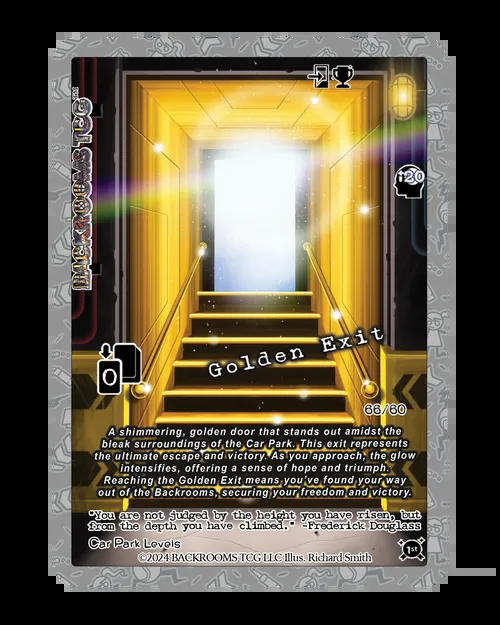 BACKROOMS TCG
20
Golden Exit
0
66/60
A shimmering, golden door that stands out amidst the
bleak surroundings of the Car Park. This exit represents
the ultimate escape and victory. As you approach, the glow
intensifies, offering a sense of hope and triumph.
Reaching the Golden Exit means you've found your way
out of the Backrooms, securing your freedom and victory.
"You are not judged by the height you have risen, but
from the depth you have climbed." -Frederick Douglass
Car Park Levels
1st
©2024 BACKROOMS TCG LLC Illus. Richard Smith